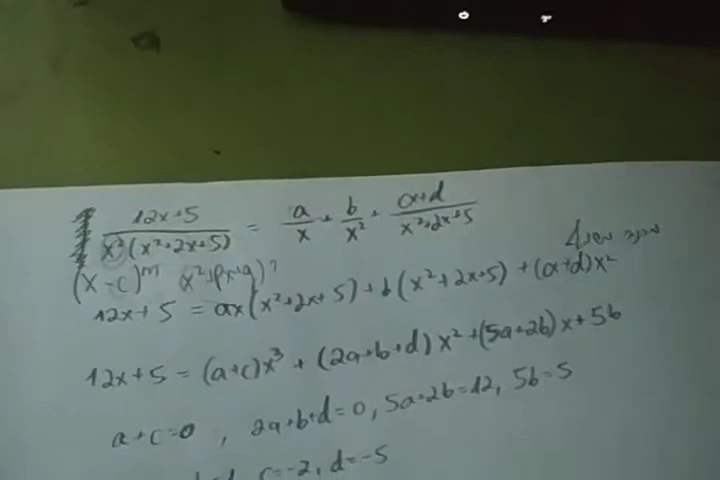 (12x+5)/(x²(x²+2x+5)) = a/x + b/x² + (cx+d)/(x²+2x+5)
(x-c)ᵐ x²+px+q)²
12x+5 = ax(x²+2x+5)+b(x²+2x+5)+(cx+d)x²
12x+5 = (a+c)x³+(2a+b+d)x²+(5a+2b)x+5b
a+c=0, 2a+b+d=0, 5a+2b=12, 5b=5
c=-2, d=-5